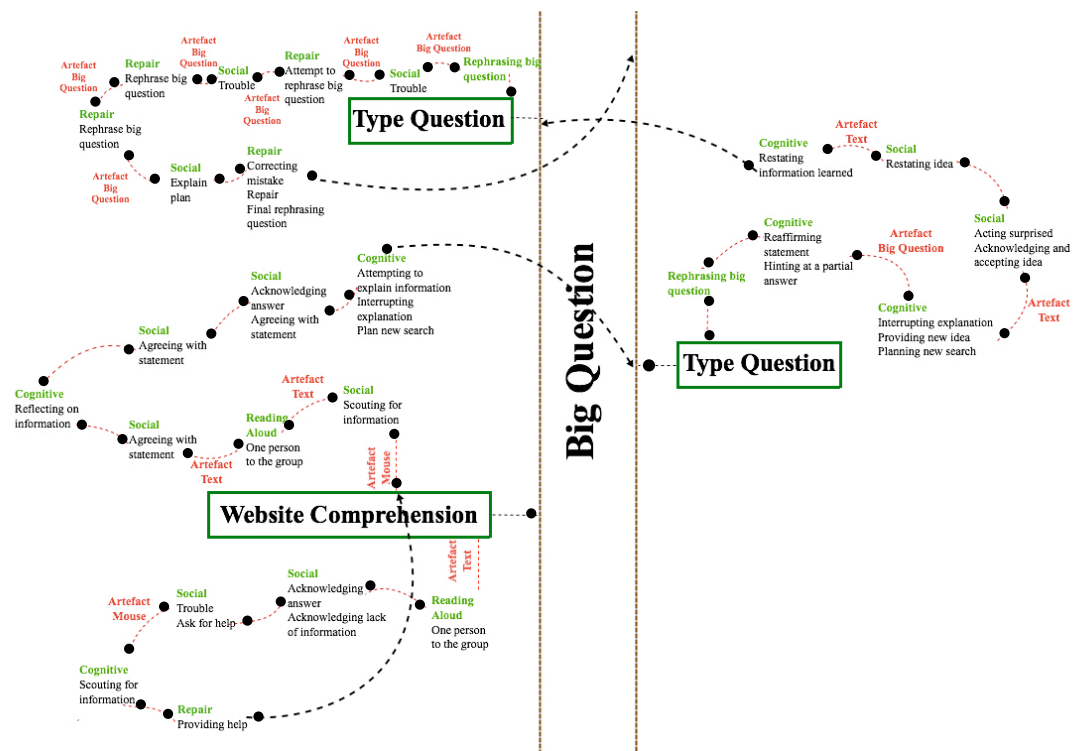 Artefact
Big
Question
Repair
Rephrase big
question
Artefact
Big
Question
Social
Trouble
Artefact
Big
Question
Repair
Attempt to
rephrase big
question
Artefact
Big
Question
Social
Trouble
Artefact
Big Question
Rephrasing big
question
Type Question
Repair
Rephrase big
question
Artefact
Big
Question
Social
Explain
plan
Repair
Correcting
mistake
Repair
Final rephrasing
question
Cognitive
Attempting to
explain information
Interrupting
explanation
Plan new search
Social
Acknowledging
answer
Agreeing with
statement
Social
Agreeing with
statement
Cognitive
Reflecting on
information
Social
Agreeing with
statement
Artefact
Text
Reading
Aloud
One person
to the group
Artefact
Text
Social
Scouting for
information
Artefact
Mouse
Website Comprehension
Artefact
Text
Reading
Aloud
One person
to the group
Social
Acknowledging
answer
Acknowledging lack
of information
Social
Trouble
Ask for help
Artefact
Mouse
Cognitive
Scouting for
information
Repair
Providing help
Big Question
Cognitive
Restating
information learned
Artefact
Text
Social
Restating idea
Social
Acting surprised
Acknowledging and
accepting idea
Artefact
Text
Cognitive
Interrupting explanation
Providing new idea
Planning new search
Artefact
Big Question
Cognitive
Reaffirming
statement
Hinting at a partial
answer
Rephrasing big
question
Type Question